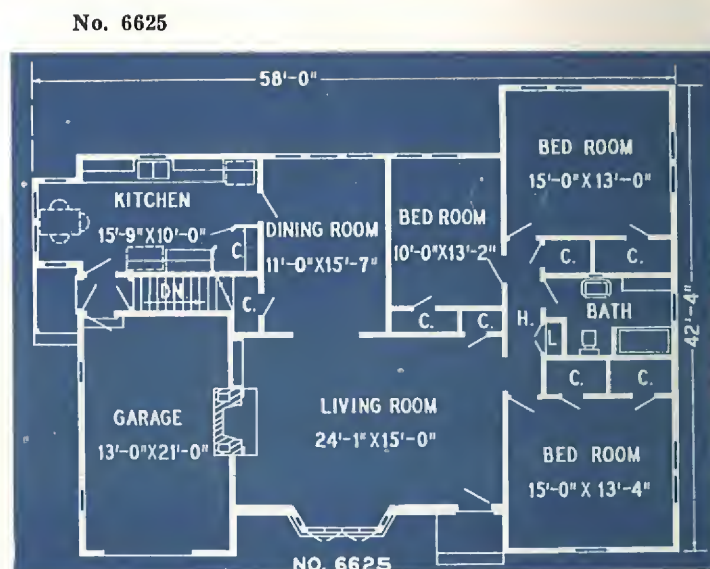 No. 6625
58'-0"
BED ROOM
15'-0"X13'-0"
KITCHEN
15'-9"X10'-0"
C.
DINING ROOM
11'-0"X15'-7"
BED ROOM
10'-0"X13'-2"
C.
C.
DN.
C.
C.
C.
H.
BATH
L
42'-4"
C.
C.
GARAGE
13'-0"X21'-0"
LIVING ROOM
24'-1"X15'-0"
BED ROOM
15'-0" X 13'-4"
NO. 6625